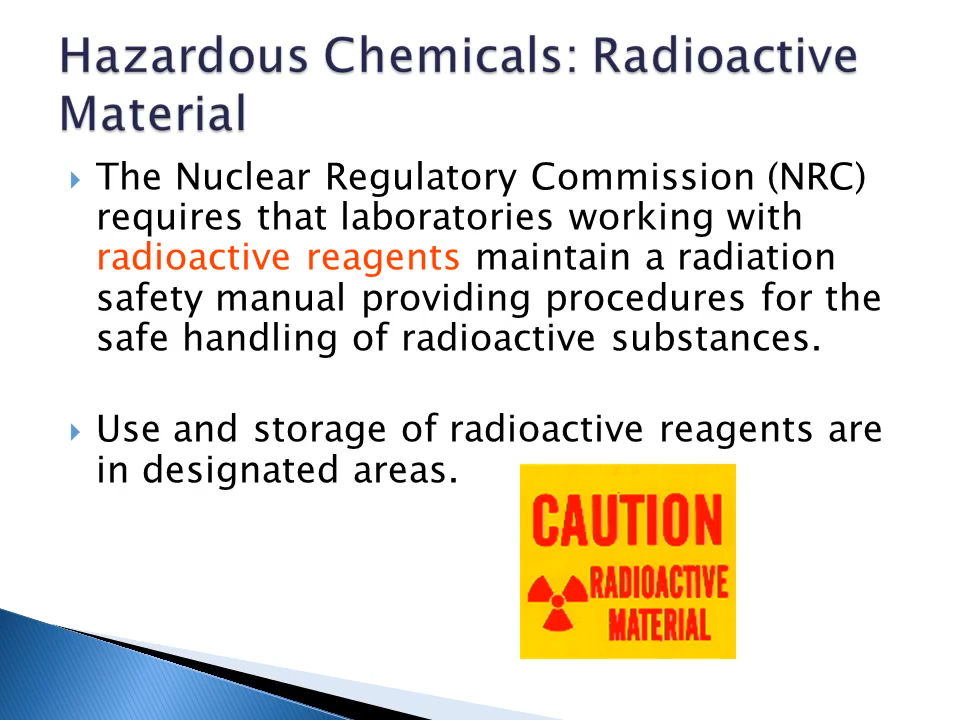 Hazardous Chemicals: Radioactive
Material
The Nuclear Regulatory Commission (NRC)
requires that laboratories working with
radioactive reagents maintain a radiation
safety manual providing procedures for the
safe handling of radioactive substances.
Use and storage of radioactive reagents are
in designated areas.
CAUTION
RADIOACTIVE
MATERIAL